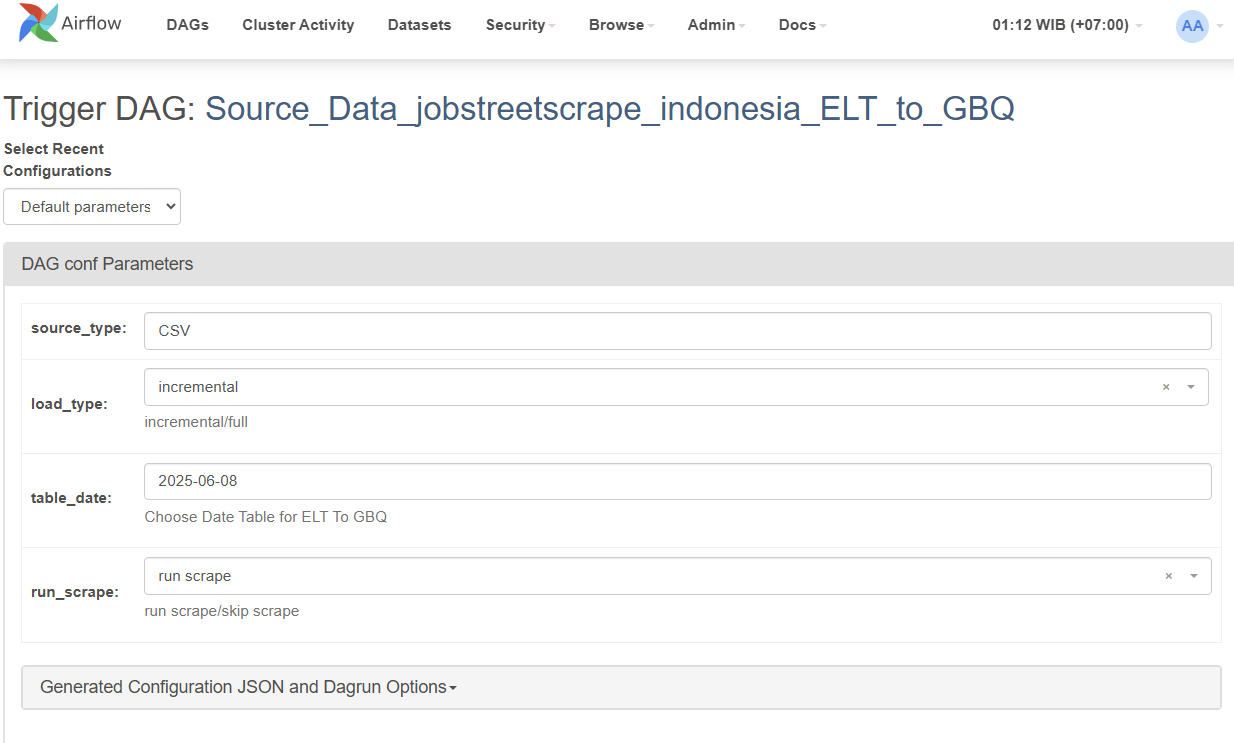 Airflow DAGs Cluster Activity Datasets Security Browse Admin Docs 01:12 WIB (+07:00) AA
Trigger DAG: Source_Data_jobstreetscrape_indonesia_ELT_to_GBQ
Select Recent
Configurations
Default parameters
DAG conf Parameters
source_type: CSV
load_type: incremental ×
incremental/full
table_date: 2025-06-08
Choose Date Table for ELT To GBQ
run_scrape: run scrape ×
run scrape/skip scrape
Generated Configuration JSON and Dagrun Options